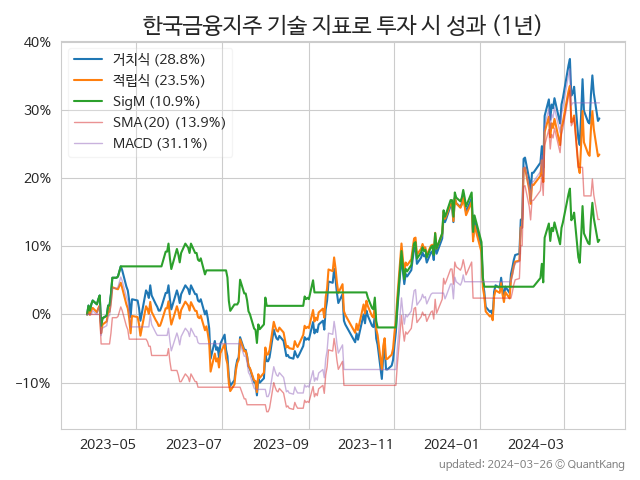 한국금융지주 기술 지표로 투자 시 성과 (1년)
40%
30%
20%
10%
0%
−10%
거치식 (28.8%)
적립식 (23.5%)
SigM (10.9%)
SMA(20) (13.9%)
MACD (31.1%)
2023-05 2023-07 2023-09 2023-11 2024-01 2024-03
updated: 2024-03-26 © QuantKang